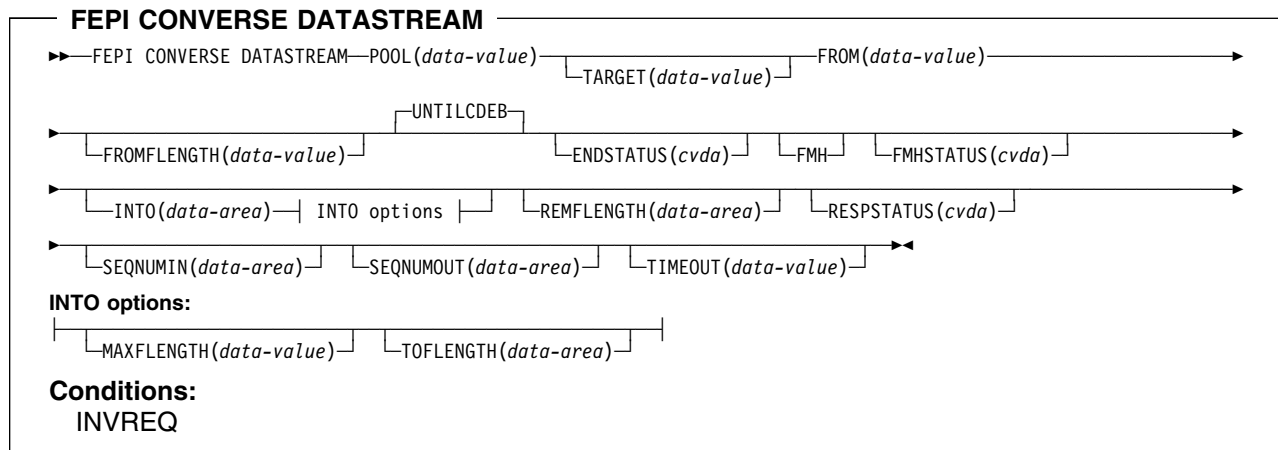 FEPI CONVERSE DATASTREAM
FEPI CONVERSE DATASTREAM POOL(data-value) TARGET(data-value) FROM(data-value)
FROMFLENGTH(data-value) UNTILCDEB ENDSTATUS(cvda) FMH FMHSTATUS(cvda)
INTO(data-area) INTO options REMFLENGTH(data-area) RESPSTATUS(cvda)
SEQNUMIN(data-area) SEQNUMOUT(data-area) TIMEOUT(data-value)
INTO options:
MAXFLENGTH(data-value) TOFLENGTH(data-area)
Conditions:
INVREQ